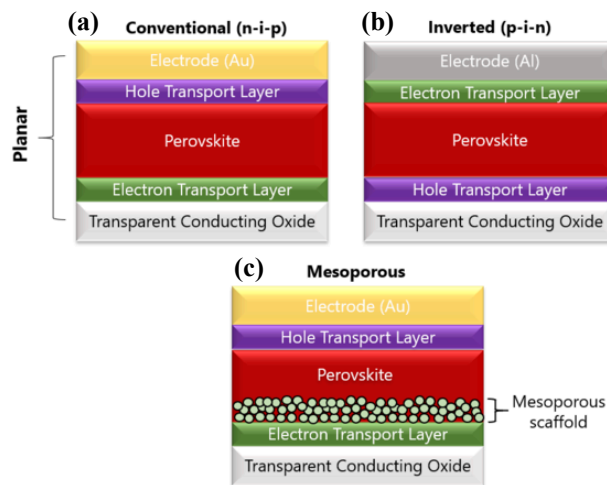 (a)
Conventional (n-i-p)
Electrode (Au)
Hole Transport Layer
Perovskite
Electron Transport Layer
Transparent Conducting Oxide
Planar
(b)
Inverted (p-i-n)
Electrode (Al)
Electron Transport Layer
Perovskite
Hole Transport Layer
Transparent Conducting Oxide
(c)
Mesoporous
Electrode (Au)
Hole Transport Layer
Perovskite
Electron Transport Layer
Transparent Conducting Oxide
Mesoporous
scaffold